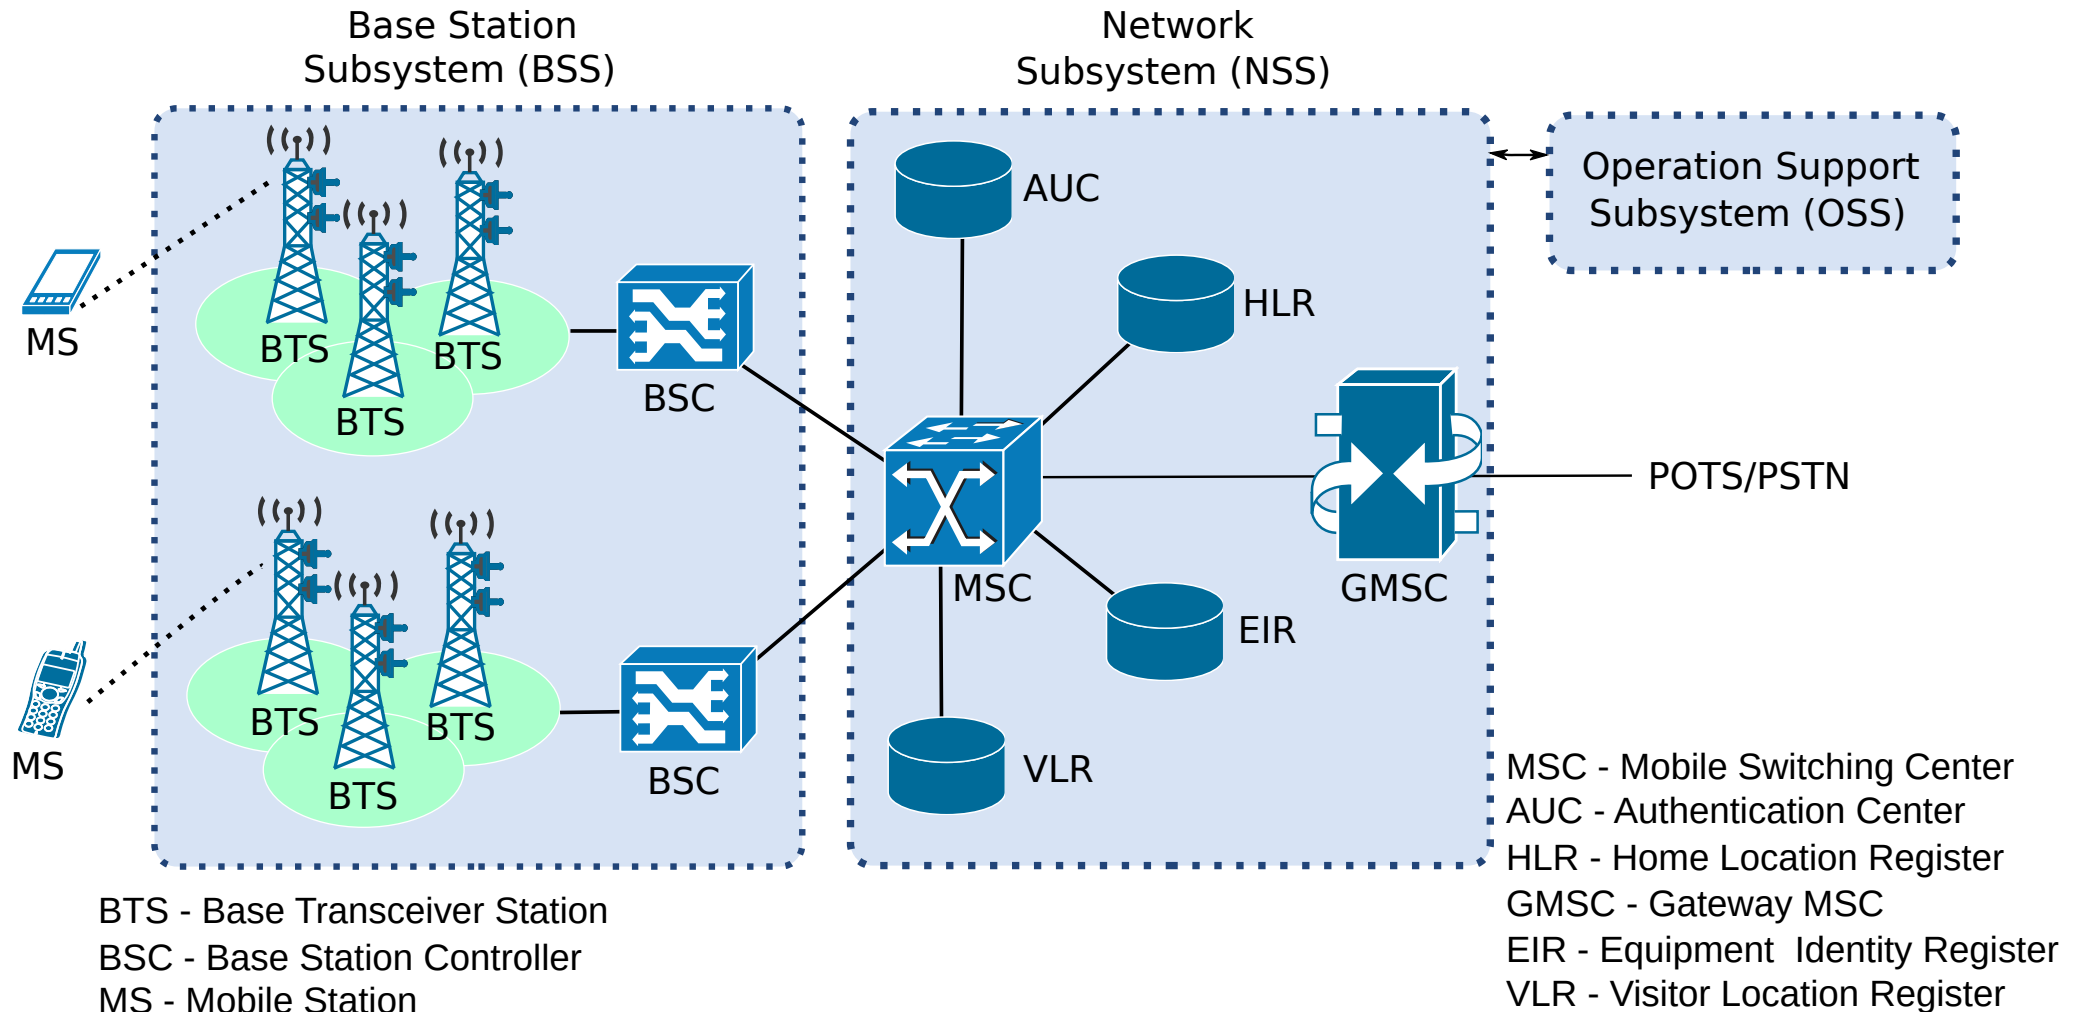 Base Station
Subsystem (BSS)
Network
Subsystem (NSS)
Operation Support
Subsystem (OSS)
AUC
HLR
MS
BTS
BTS
BTS
BSC
POTS/PSTN
MSC
GMSC
EIR
MS
BTS
BTS
BTS
BSC
VLR
MSC - Mobile Switching Center
AUC - Authentication Center
HLR - Home Location Register
GMSC - Gateway MSC
EIR - Equipment  Identity Register
VLR - Visitor Location Register
BTS - Base Transceiver Station
BSC - Base Station Controller
MS - Mobile Station